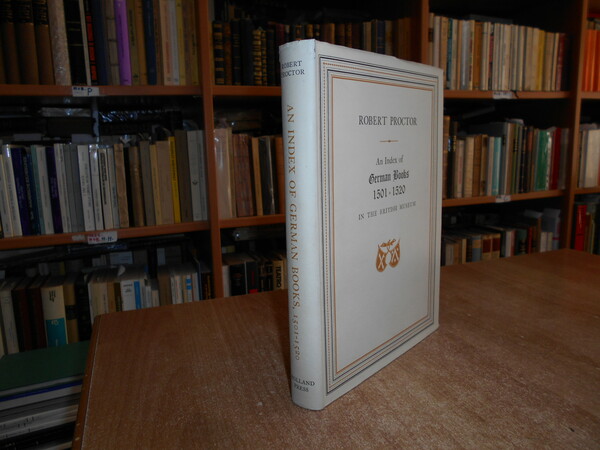 ROBERT
PROCTOR
AN INDEX OF GERMAN BOOKS, 1501-1520
HOLLAND
PRESS
ROBERT PROCTOR
An Index of
German Books
1501-1520
IN THE BRITISH MUSEUM